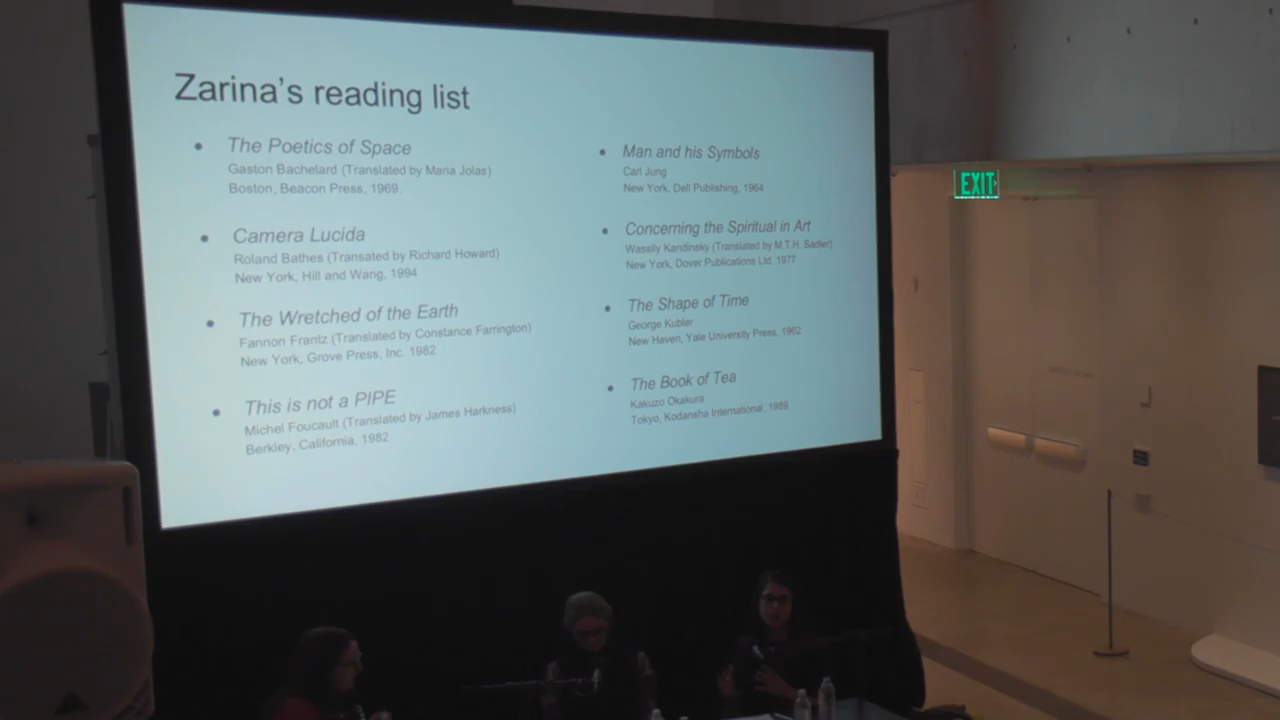 Zarina's reading list
• The Poetics of Space
Gaston Bachelard (Translated by Maria Jolas)
Boston, Beacon Press, 1969.
• Camera Lucida
Roland Bathes (Transated by Richard Howard)
New York, Hill and Wang, 1994
• The Wretched of the Earth
Fannon Frantz (Translated by Constance Farrington)
New York, Grove Press, Inc. 1982
• This is not a PIPE
Michel Foucault (Translated by James Harkness)
Berkley, California, 1982
• Man and his Symbols
Carl Jung
New York, Dell Publishing, 1964
• Concerning the Spiritual in Art
Wassily Kandinsky (Translated by M.T.H. Sadler)
New York, Dover Publications Ltd. 1977
• The Shape of Time
George Kubler
New Haven, Yale University Press, 1962
• The Book of Tea
Kakuzo Okakura
Tokyo, Kodansha International, 1989
EXIT